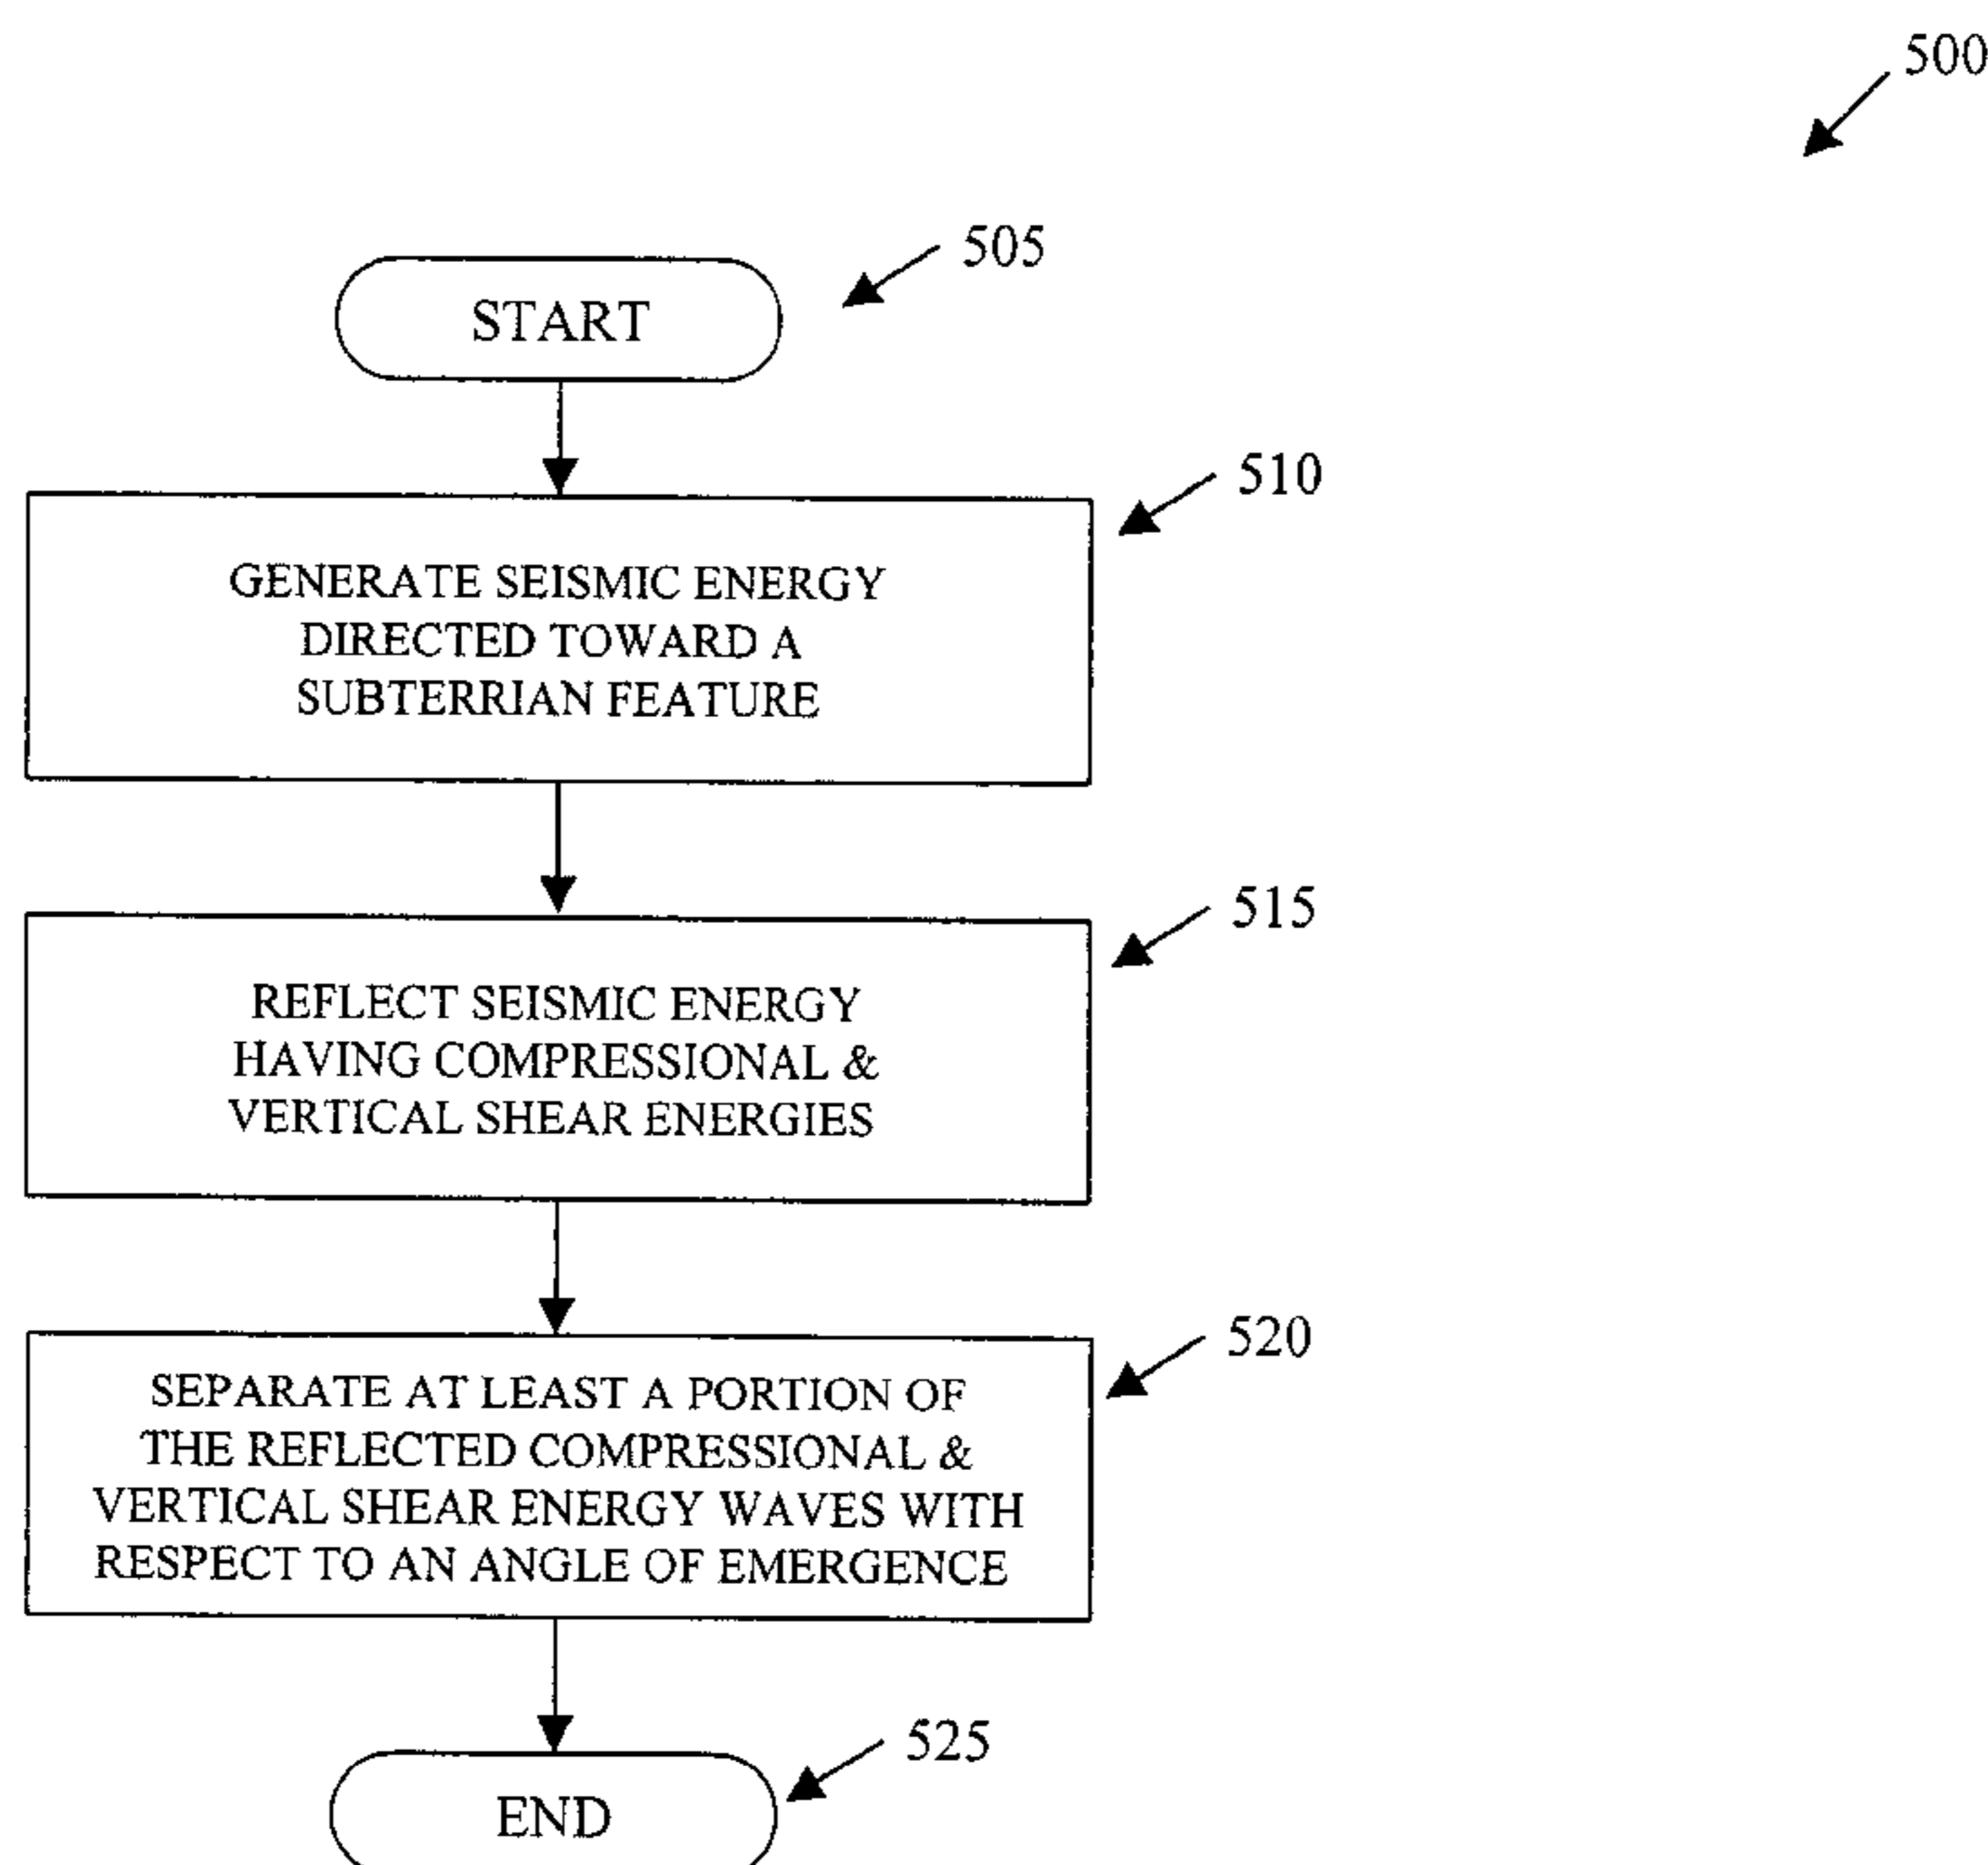 500
505
START
510
GENERATE SEISMIC ENERGY
DIRECTED TOWARD A
SUBTERRIAN FEATURE
515
REFLECT SEISMIC ENERGY
HAVING COMPRESSIONAL &
VERTICAL SHEAR ENERGIES
520
SEPARATE AT LEAST A PORTION OF
THE REFLECTED COMPRESSIONAL &
VERTICAL SHEAR ENERGY WAVES WITH
RESPECT TO AN ANGLE OF EMERGENCE
525
END